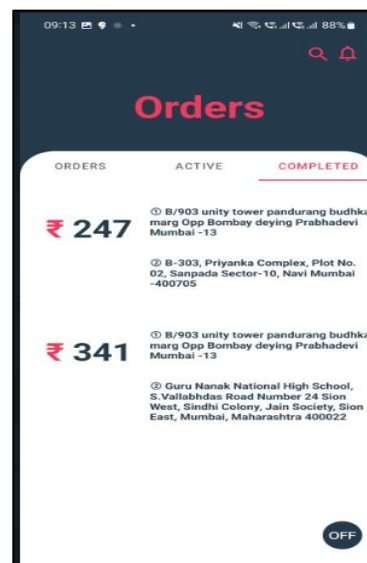 09:13 88%
Orders
ORDERS ACTIVE COMPLETED
₹ 247
① B/903 unity tower pandurang budhka
marg Opp Bombay deying Prabhadevi
Mumbai -13
② B-303, Priyanka Complex, Plot No.
02, Sanpada Sector-10, Navi Mumbai
-400705
₹ 341
① B/903 unity tower pandurang budhka
marg Opp Bombay deying Prabhadevi
Mumbai -13
② Guru Nanak National High School,
S.Vallabhdas Road Number 24 Sion
West, Sindhi Colony, Jain Society, Sion
East, Mumbai, Maharashtra 400022
OFF